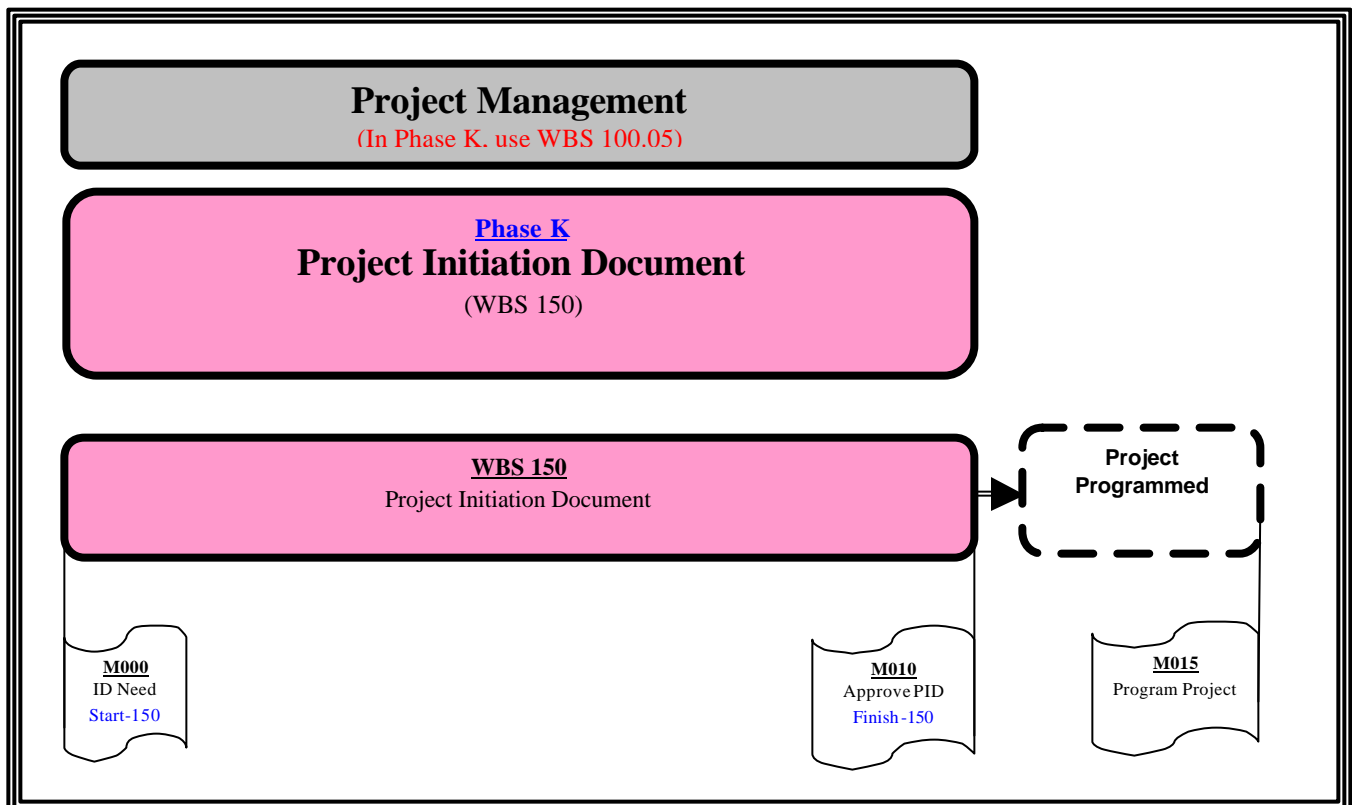 Project Management
(In Phase K, use WBS 100.05)
Phase K
Project Initiation Document
(WBS 150)
WBS 150
Project Initiation Document
Project
Programmed
M000
ID Need
Start-150
M010
Approve PID
Finish-150
M015
Program Project